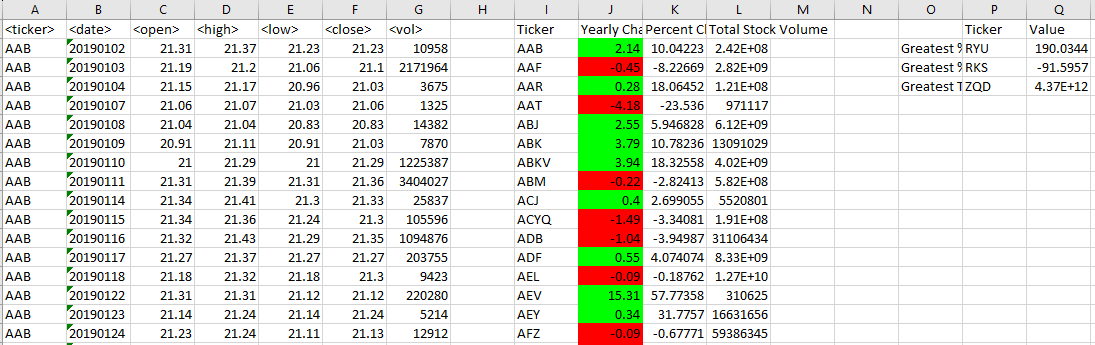 A B C D E F G H I J K L M N O P Q
<ticker> <date> <open> <high> <low> <close> <vol> Ticker Yearly Cha Percent Cl Total Stock Volume Ticker Value
AAB 20190102 21.31 21.37 21.23 21.23 10958 AAB 2.14 10.04223 2.42E+08 Greatest % RYU 190.0344
AAB 20190103 21.19 21.2 21.06 21.1 2171964 AAF -0.45 -8.22669 2.82E+09 Greatest % RKS -91.5957
AAB 20190104 21.15 21.17 20.96 21.03 3675 AAR 0.28 18.06452 1.21E+08 Greatest T ZQD 4.37E+12
AAB 20190107 21.06 21.07 21.03 21.06 1325 AAT -4.18 -23.536 971117
AAB 20190108 21.04 21.04 20.83 20.83 14382 ABJ 2.55 5.946828 6.12E+09
AAB 20190109 20.91 21.11 20.91 21.03 7870 ABK 3.79 10.78236 13091029
AAB 20190110 21 21.29 21 21.29 1225387 ABKV 3.94 18.32558 4.02E+09
AAB 20190111 21.31 21.39 21.31 21.36 3404027 ABM -0.22 -2.82413 5.82E+08
AAB 20190114 21.34 21.41 21.3 21.33 25837 ACJ 0.4 2.699055 5520801
AAB 20190115 21.34 21.36 21.24 21.3 105596 ACYQ -1.49 -3.34081 1.91E+08
AAB 20190116 21.32 21.43 21.29 21.35 1094876 ADB -1.04 -3.94987 31106434
AAB 20190117 21.27 21.37 21.27 21.27 203755 ADF 0.55 4.074074 8.33E+09
AAB 20190118 21.18 21.32 21.18 21.3 9423 AEL -0.09 -0.18762 1.27E+10
AAB 20190122 21.31 21.31 21.12 21.12 220280 AEV 15.31 57.77358 310625
AAB 20190123 21.14 21.24 21.14 21.24 5214 AEY 0.34 31.7757 16631656
AAB 20190124 21.23 21.24 21.11 21.13 12912 AFZ -0.09 -0.67771 59386345